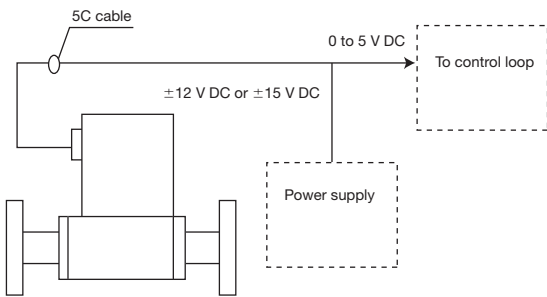 5C cable
0 to 5 V DC
To control loop
±12 V DC or ±15 V DC
Power supply